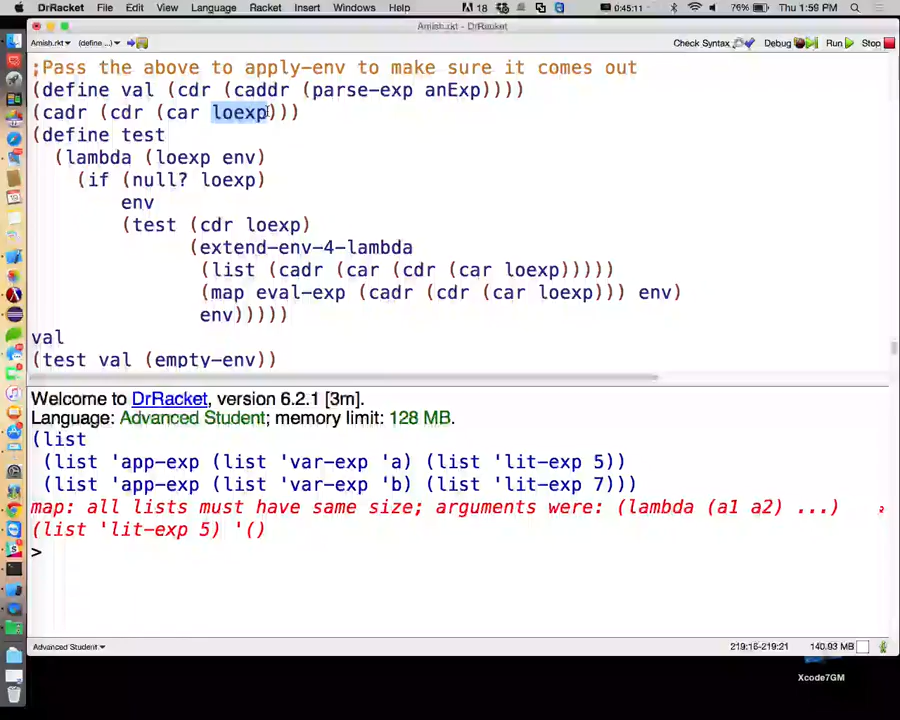 DrRacket File Edit View Language Racket Insert Windows Help 18 0:45:11 76% Thu 1:59 PM
Amish.rkt - DrRacket
Amish.rkt (define ...) Check Syntax Debug Run Stop
;Pass the above to apply-env to make sure it comes out
(define val (cdr (caddr (parse-exp anExp))))
(cadr (cdr (car loexp)))
(define test
(lambda (loexp env)
(if (null? loexp)
env
(test (cdr loexp)
(extend-env-4-lambda
(list (cadr (car (cdr (car loexp)))))
(map eval-exp (cadr (cdr (car loexp))) env)
env)))))
val
(test val (empty-env))
Welcome to DrRacket, version 6.2.1 [3m].
Language: Advanced Student; memory limit: 128 MB.
(list
(list 'app-exp (list 'var-exp 'a) (list 'lit-exp 5))
(list 'app-exp (list 'var-exp 'b) (list 'lit-exp 7)))
map: all lists must have same size; arguments were: (lambda (a1 a2) ...)
(list 'lit-exp 5) '()
>
Advanced Student 219:16-219:21 140.93 MB
Xcode7GM